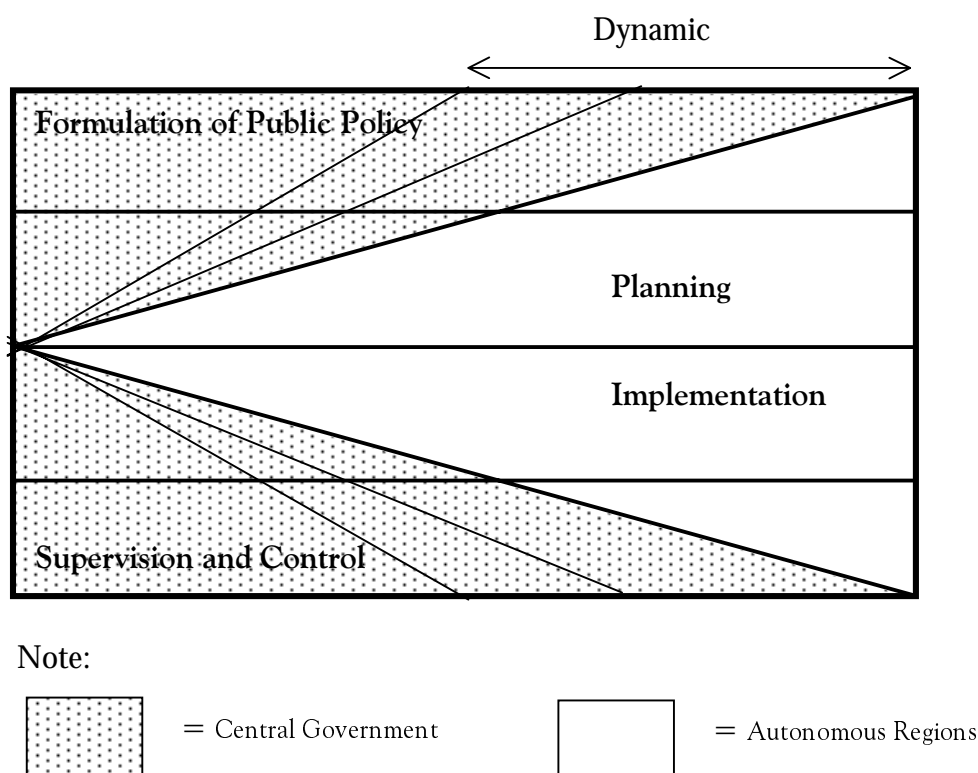 Dynamic
Formulation of Public Policy
Planning
Implementation
Supervision and Control
Note:
= Central Government
= Autonomous Regions